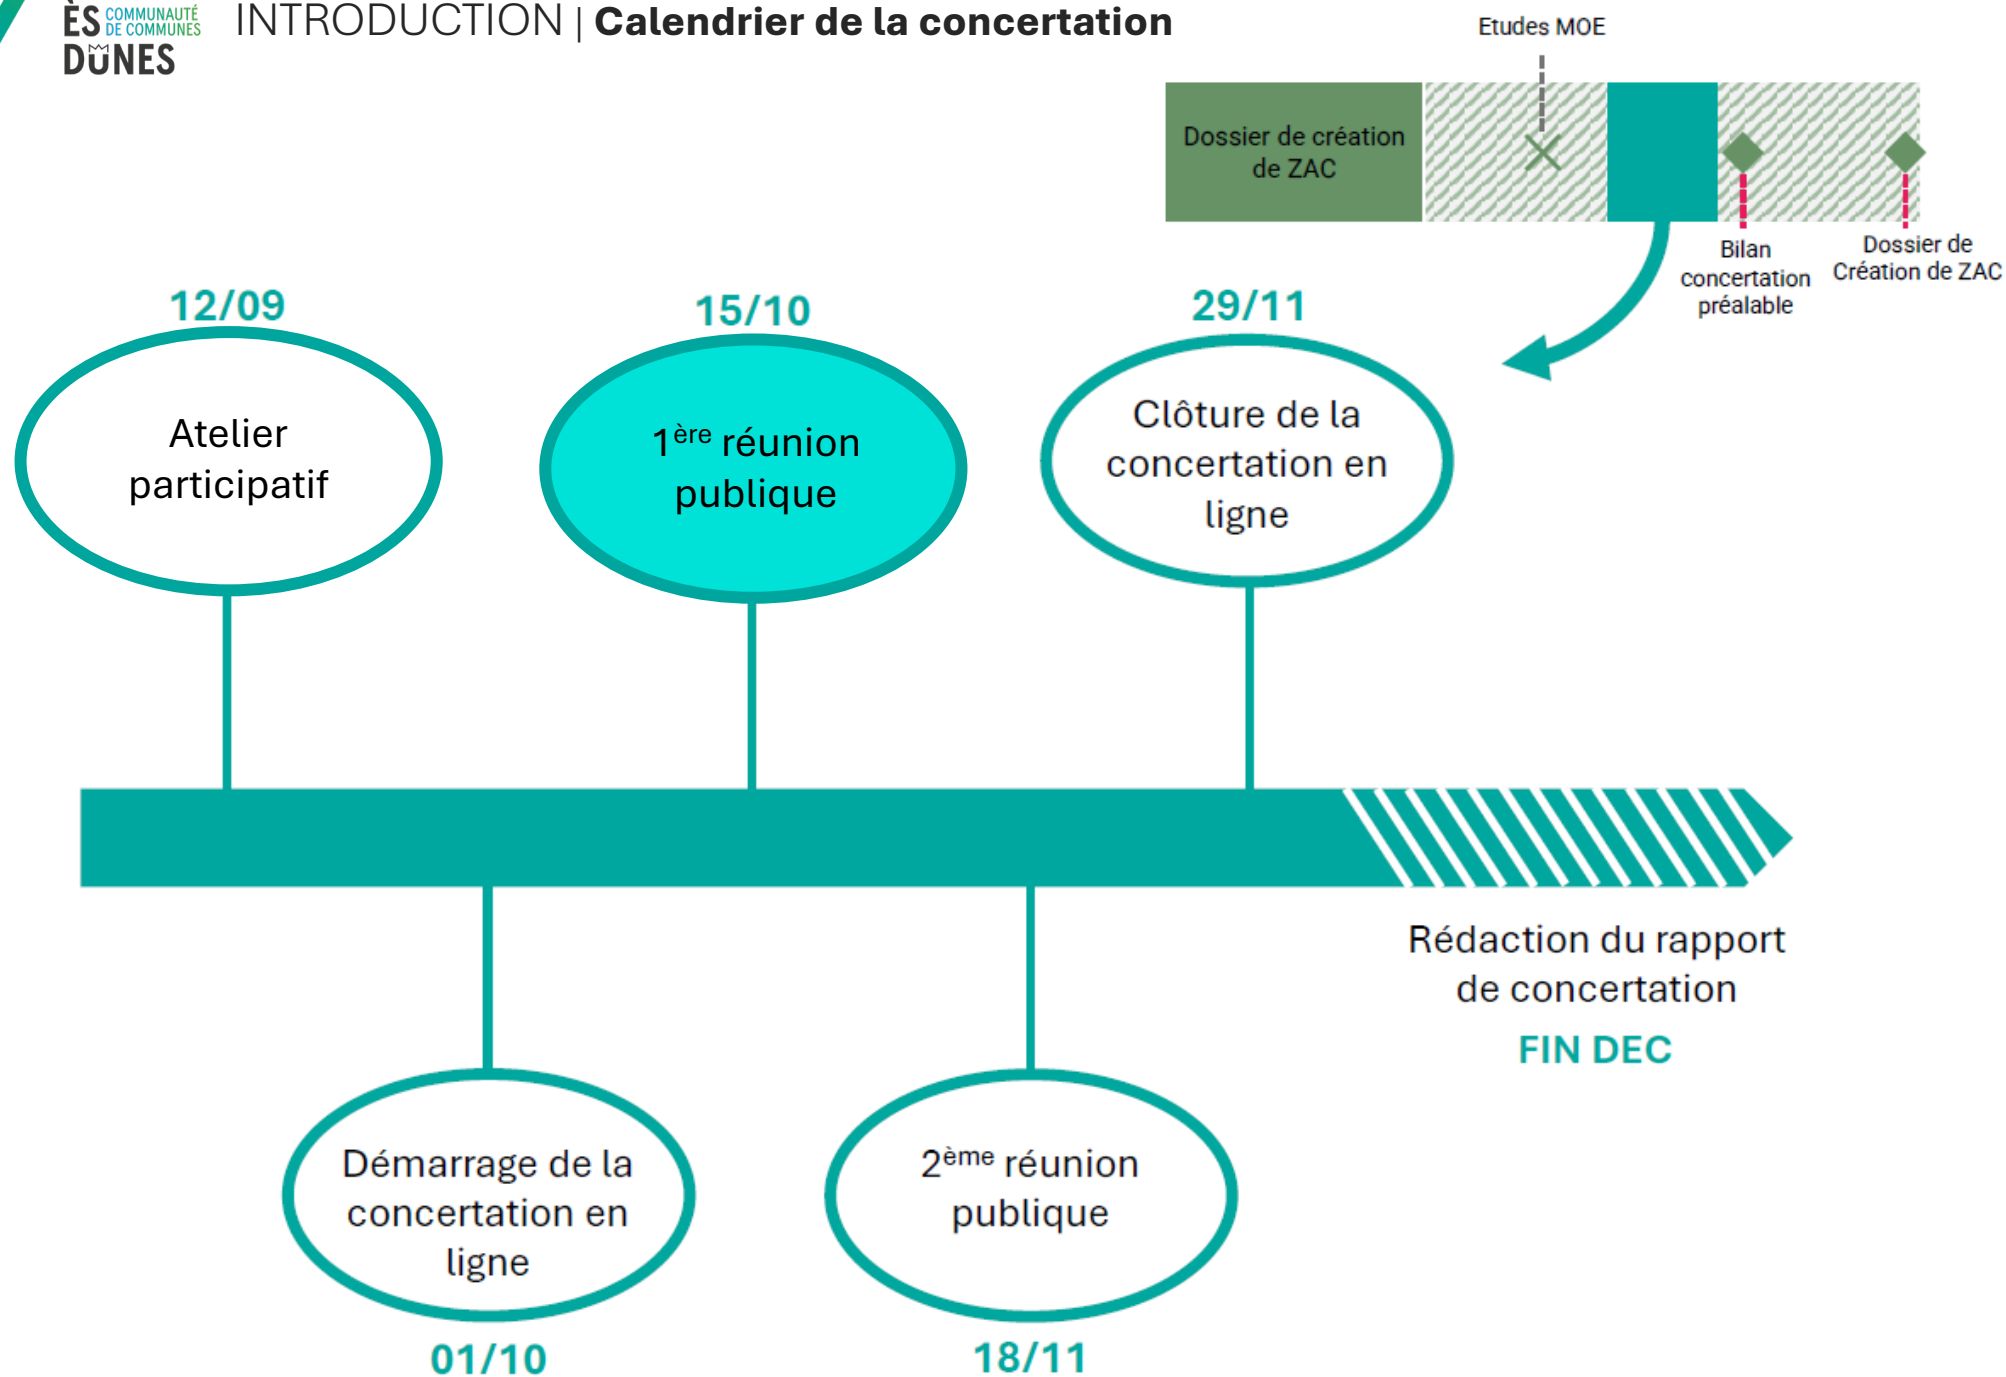 ÈS COMMUNAUTÉ
DE COMMUNES
DUNES
INTRODUCTION | Calendrier de la concertation
Etudes MOE
Dossier de création
de ZAC
Bilan
concertation
préalable
Dossier de
Création de ZAC
12/09
Atelier
participatif
15/10
1ère réunion
publique
29/11
Clôture de la
concertation en
ligne
Rédaction du rapport
de concertation
FIN DEC
Démarrage de la
concertation en
ligne
01/10
2ème réunion
publique
18/11